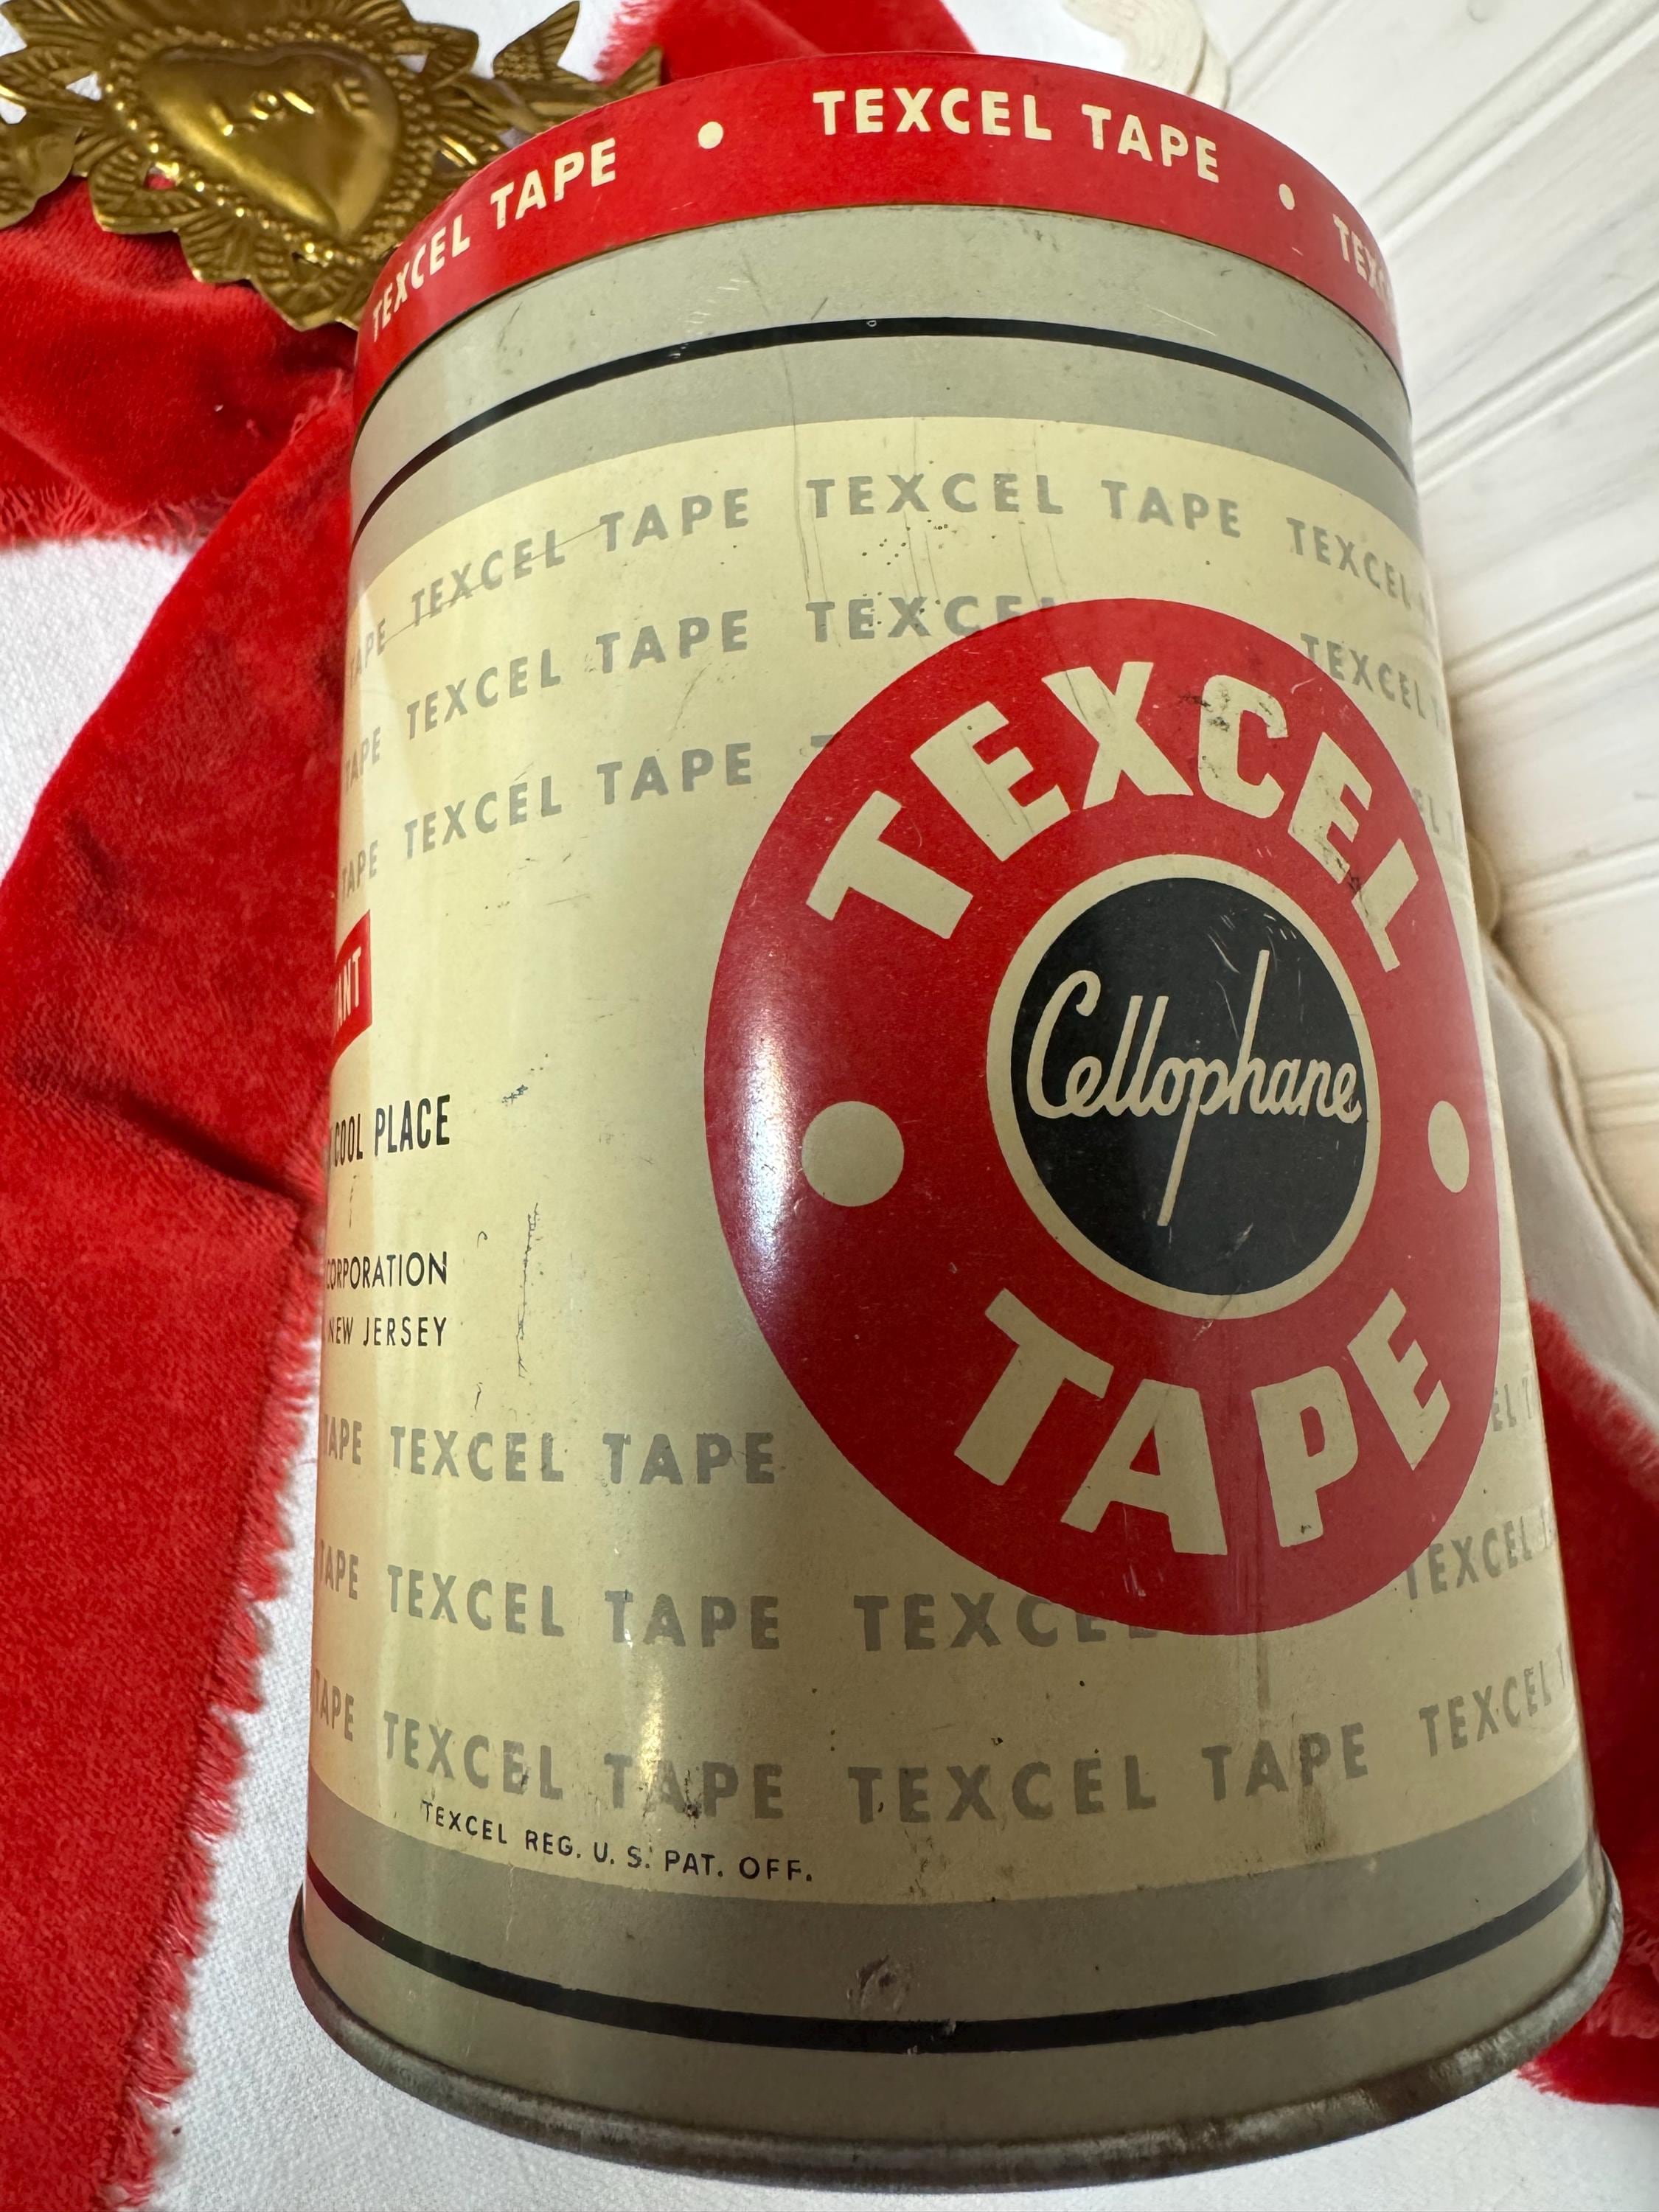 TEXCEL TAPE • TEXCEL TAPE •
TAPE TEXCEL TAPE TEXCEL TAPE TEXCEL
TAPE TEXCEL TAPE TEXCEL TEXCEL
TAPE TEXCEL TAPE
TEXCEL
Cellophane
TAPE
COOL PLACE
CORPORATION
NEW JERSEY
TAPE TEXCEL TAPE
TAPE TEXCEL TAPE TEXCEL TEXCEL
TAPE TEXCEL TAPE TEXCEL TAPE TEXCEL
TEXCEL REG. U. S. PAT. OFF.